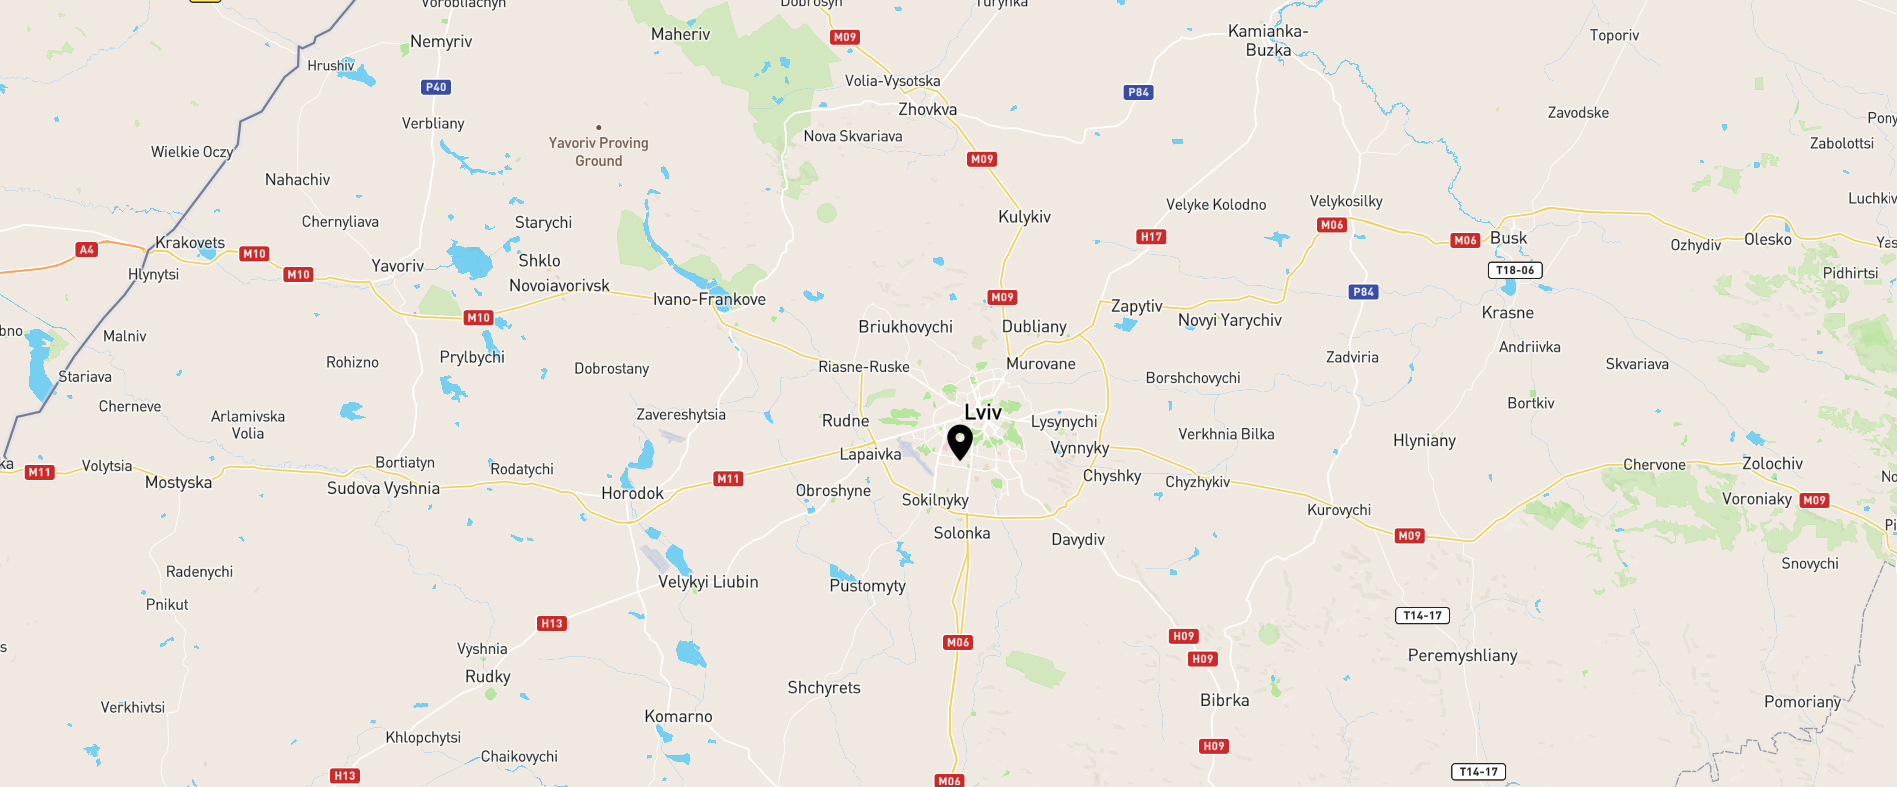 Vorobliachyn
Dobrosyn
Turynka
Nemyriv
Maheriv
M09
Kamianka-
Buzka
Toporiv
Hrushiv
P40
Volia-Vysotska
P84
Zhovkva
Zavodske
Verbliany
Pony
Yavoriv Proving
Ground
Nova Skvariava
Zabolottsi
Wielkie Oczy
M09
Nahachiv
Luchkiv
Chernyliava
Starychi
Kulykiv
Velyke Kolodno
Velykosilky
M06
H17
M06
Busk
Ozhydiv
Olesko
Yas
A4
Krakovets
M10
Hlynytsi
M10
Yavoriv
Shklo
T18-06
Pidhirtsi
Novoiavorivsk
Ivano-Frankove
M09
Zapytiv
P84
Krasne
M10
bno
Malniv
Briukhovychi
Dubliany
Novyi Yarychiv
Andriivka
Rohizno
Prylbychi
Dobrostany
Riasne-Ruske
Murovane
Zadviria
Skvariava
Stariava
Borshchovychi
Cherneve
Arlamivska
Volia
Zavereshytsia
Rudne
Lviv
Lysynychi
Bortkiv
Verkhnia Bilka
Hlyniany
Lapaivka
Vynnyky
ka
M11
Volytsia
Bortiatyn
Rodatychi
M11
Chyshky
Chyzhykiv
Chervone
Zolochiv
No
Mostyska
Sudova Vyshnia
Horodok
Obroshyne
Sokilnyky
Kurovychi
Voroniaky
M09
Solonka
Davydiv
M09
Pi
Radenychi
Velykyi Liubin
Pustomyty
Snovychi
Pnikut
H13
M06
H09
T14-17
s
Vyshnia
H09
Peremyshliany
Rudky
Shchyrets
Bibrka
Pomoriany
Verkhivtsi
Komarno
Khlopchytsi
Chaikovychi
H09
H13
M06
T14-17